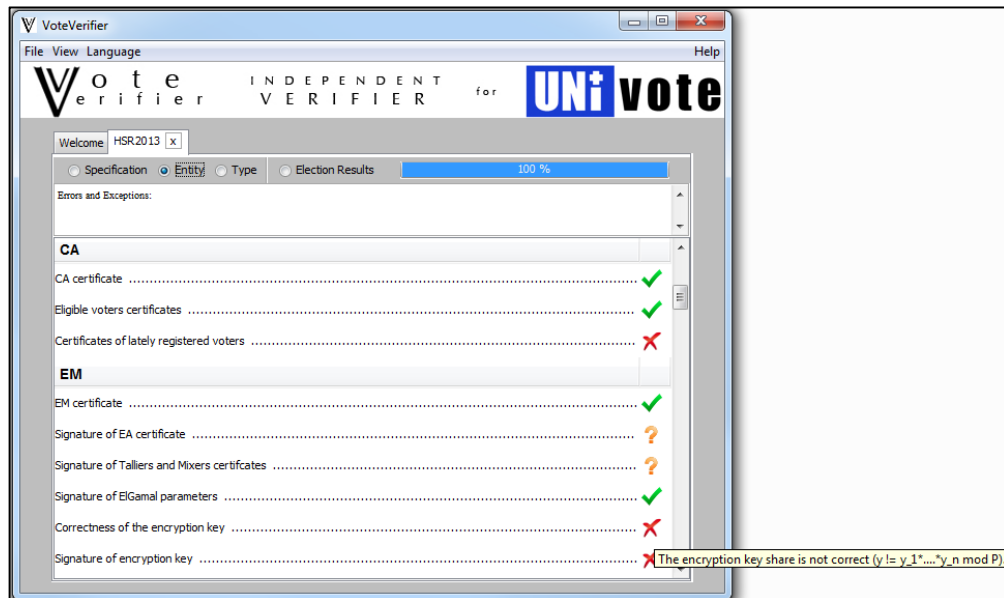 VoteVerifier
File View Language Help
Vote Verifier INDEPENDENT VERIFIER for UNIvote
Welcome HSR2013 x
Specification Entity Type Election Results 100 %
Errors and Exceptions:
CA
CA certificate
Eligible voters certificates
Certificates of lately registered voters
EM
EM certificate
Signature of EA certificate
Signature of Talliers and Mixers certifcates
Signature of ElGamal parameters
Correctness of the encryption key
Signature of encryption key
The encryption key share is not correct (y != y_1*....*y_n mod P).